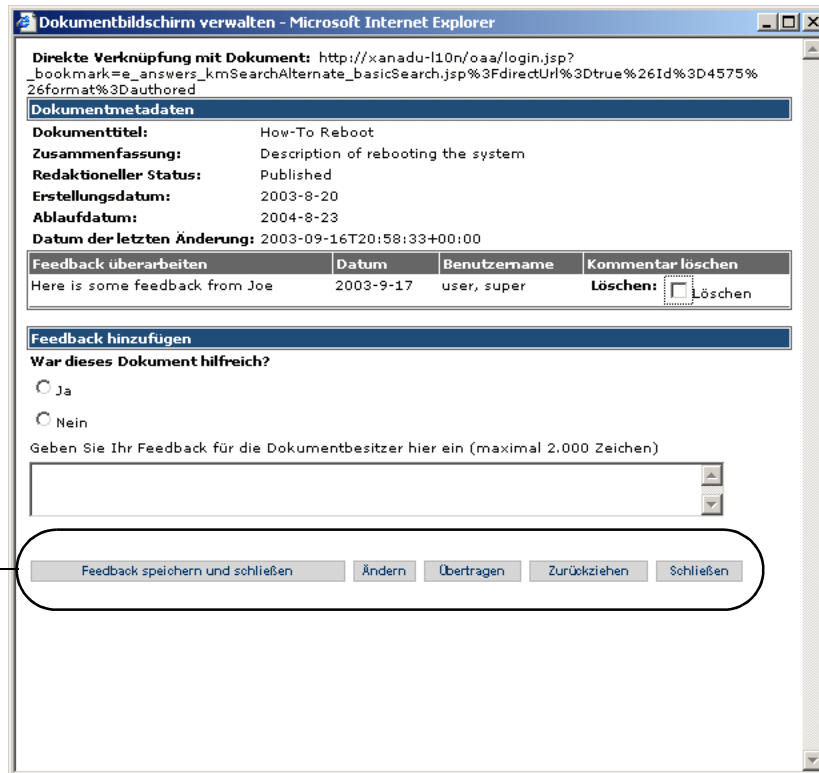 Dokumentbildschirm verwalten - Microsoft Internet Explorer
Direkte Verknüpfung mit Dokument: http://xanadu-l10n/oaa/login.jsp?
_bookmark=e_answers_kmSearchAlternate_basicSearch.jsp%3FdirectUrl%3Dtrue%26Id%3D4575%
26format%3Dauthored
Dokumentmetadaten
Dokumenttitel: How-To Reboot
Zusammenfassung: Description of rebooting the system
Redaktioneller Status: Published
Erstellungsdatum: 2003-8-20
Ablaufdatum: 2004-8-23
Datum der letzten Änderung: 2003-09-16T20:58:33+00:00
Feedback überarbeiten Datum Benutzername Kommentar löschen
Here is some feedback from Joe 2003-9-17 user, super Löschen: Löschen
Feedback hinzufügen
War dieses Dokument hilfreich?
Ja
Nein
Geben Sie Ihr Feedback für die Dokumentbesitzer hier ein (maximal 2.000 Zeichen)
Feedback speichern und schließen Ändern Übertragen Zurückziehen Schließen